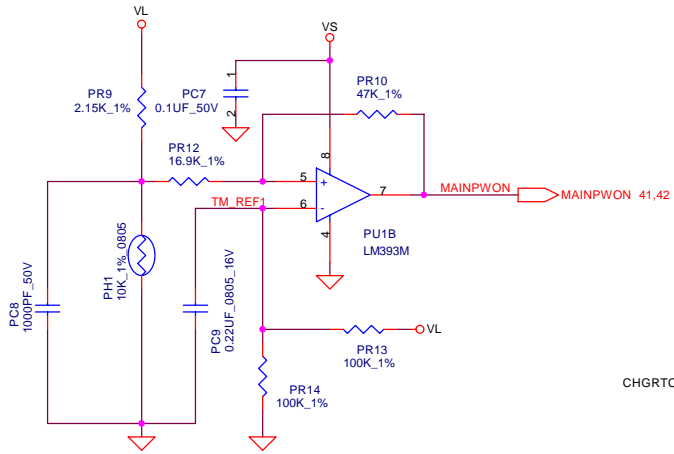 VL
VS
PR9
2.15K_1%
PC7
0.1UF_50V
1
2
PR10
47K_1%
PR12
16.9K_1%
8
5
+
TM_REF1
6
-
7
4
MAINPWON
MAINPWON 41,42
PU1B
LM393M
PH1
10K_1%_0805
PC8
1000PF_50V
PC9
0.22UF_0805_16V
PR13
100K_1%
VL
PR14
100K_1%
CHGRTC